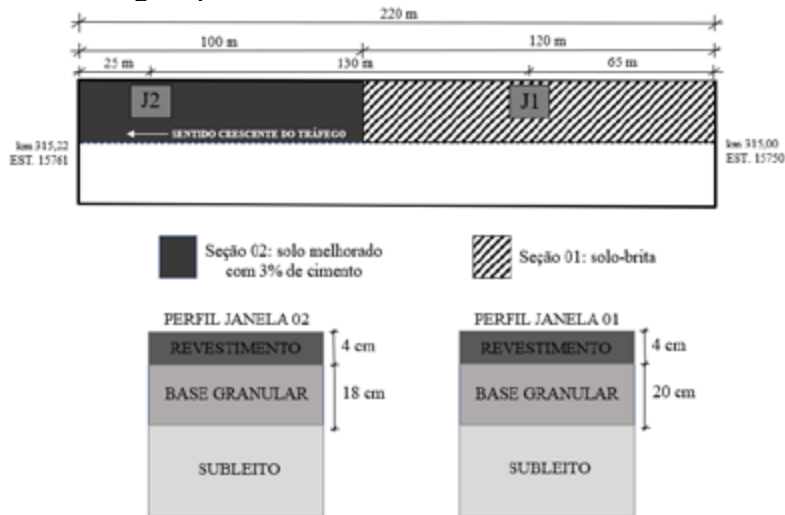 220 m
100 m
120 m
25 m
130 m
65 m
J2
J1
SENTIDO CRESCENTE DO TRÁFEGO
km 315,22
EST. 15761
km 315,00
EST. 15750
Seção 02: solo melhorado
com 3% de cimento
Seção 01: solo-brita
PERFIL JANELA 02
REVESTIMENTO
4 cm
BASE GRANULAR
18 cm
SUBLEITO
PERFIL JANELA 01
REVESTIMENTO
4 cm
BASE GRANULAR
20 cm
SUBLEITO